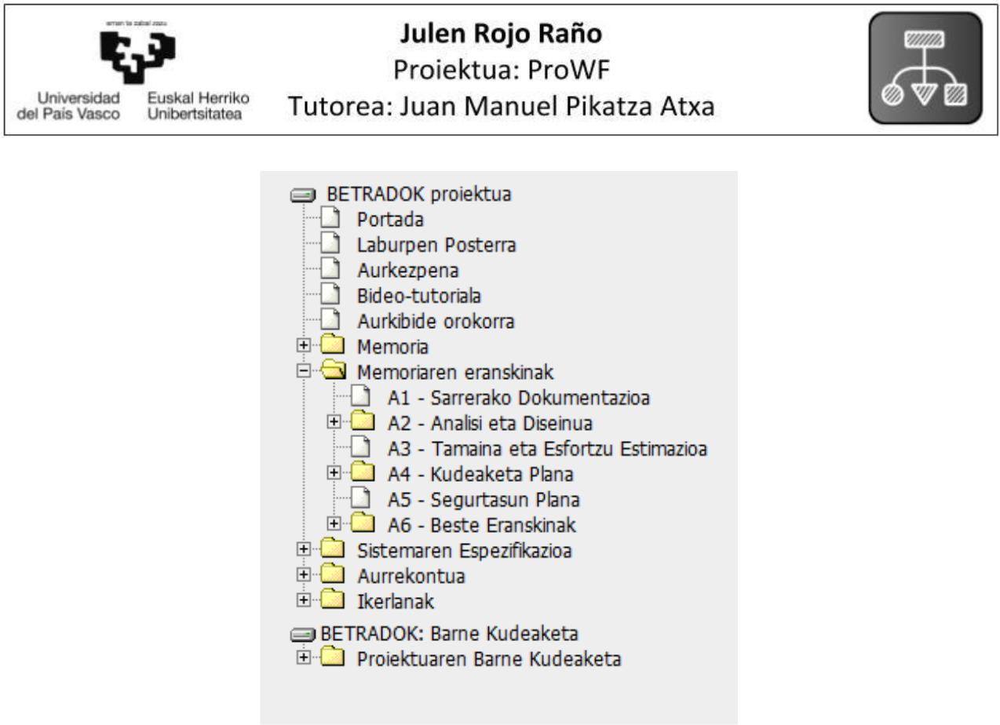 eman ta zabal zazu
Universidad
del País Vasco
Euskal Herriko
Unibertsitatea
Julen Rojo Raño
Proiektua: ProWF
Tutorea: Juan Manuel Pikatza Atxa
BETRADOK proiektua
Portada
Laburpen Posterra
Aurkezpena
Bideo-tutoriala
Aurkibide orokorra
Memoria
Memoriaren eranskinak
A1 - Sarrerako Dokumentazioa
A2 - Analisi eta Diseinua
A3 - Tamaina eta Esfortzu Estimazioa
A4 - Kudeaketa Plana
A5 - Segurtasun Plana
A6 - Beste Eranskinak
Sistemaren Espezifikazioa
Aurrekontua
Ikerlanak
BETRADOK: Barne Kudeaketa
Proiektuaren Barne Kudeaketa